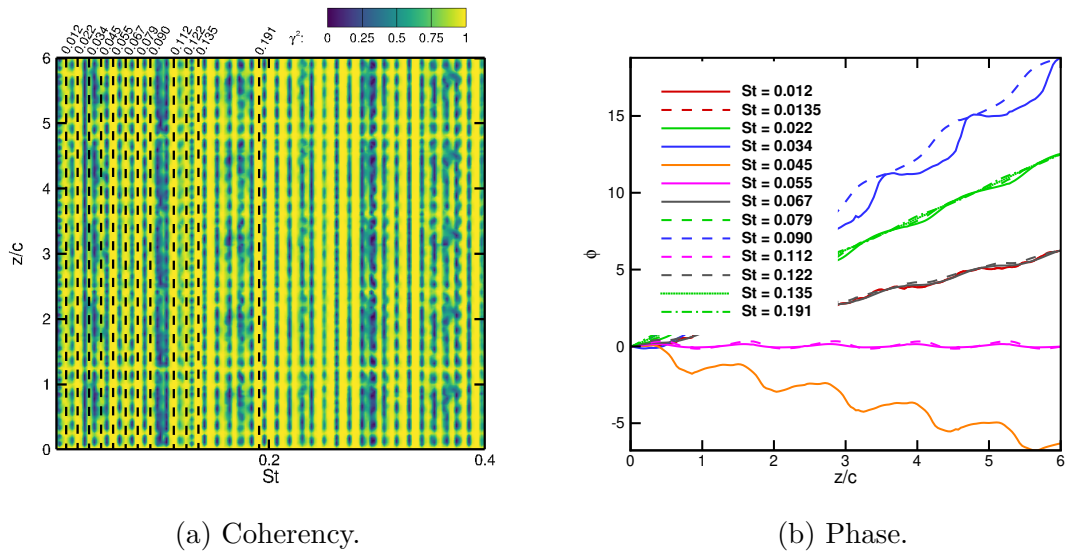 γ²: 0 0.25 0.5 0.75 1
0.012 0.022 0.034 0.045 0.055 0.067 0.079 0.090 0.112 0.122 0.135 0.191
6
5
4
3
2
1
0
z/c
0.2 0.4
St
(a) Coherency.
15
10
5
0
-5
ϕ
St = 0.012
St = 0.0135
St = 0.022
St = 0.034
St = 0.045
St = 0.055
St = 0.067
St = 0.079
St = 0.090
St = 0.112
St = 0.122
St = 0.135
St = 0.191
0 1 2 3 4 5 6
z/c
(b) Phase.